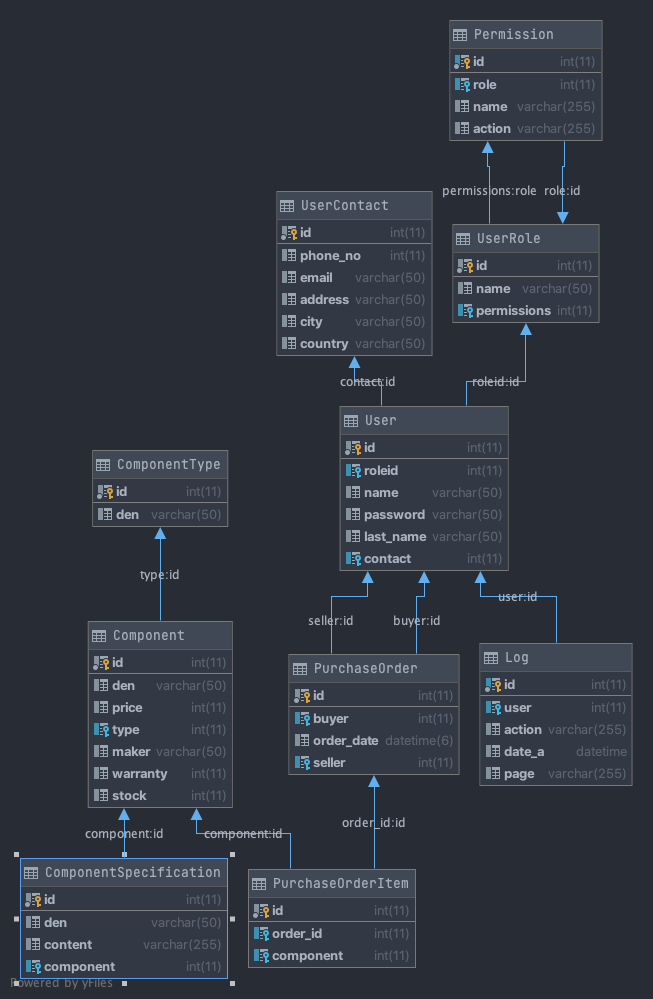 Permission
id int(11)
role int(11)
name varchar(255)
action varchar(255)
permissions:role role:id
UserContact
id int(11)
phone_no int(11)
email varchar(50)
address varchar(50)
city varchar(50)
country varchar(50)
UserRole
id int(11)
name varchar(50)
permissions int(11)
contact:id
roleid:id
User
id int(11)
roleid int(11)
name varchar(50)
password varchar(50)
last_name varchar(50)
contact int(11)
ComponentType
id int(11)
den varchar(50)
type:id
seller:id
buyer:id
user:id
Component
id int(11)
den varchar(50)
price int(11)
type int(11)
maker varchar(50)
warranty int(11)
stock int(11)
PurchaseOrder
id int(11)
buyer int(11)
order_date datetime(6)
seller int(11)
Log
id int(11)
user int(11)
action varchar(255)
date_a datetime
page varchar(255)
component:id
component:id
order_id:id
ComponentSpecification
id int(11)
den varchar(50)
content varchar(255)
component int(11)
PurchaseOrderItem
id int(11)
order_id int(11)
component int(11)
Powered by yFiles